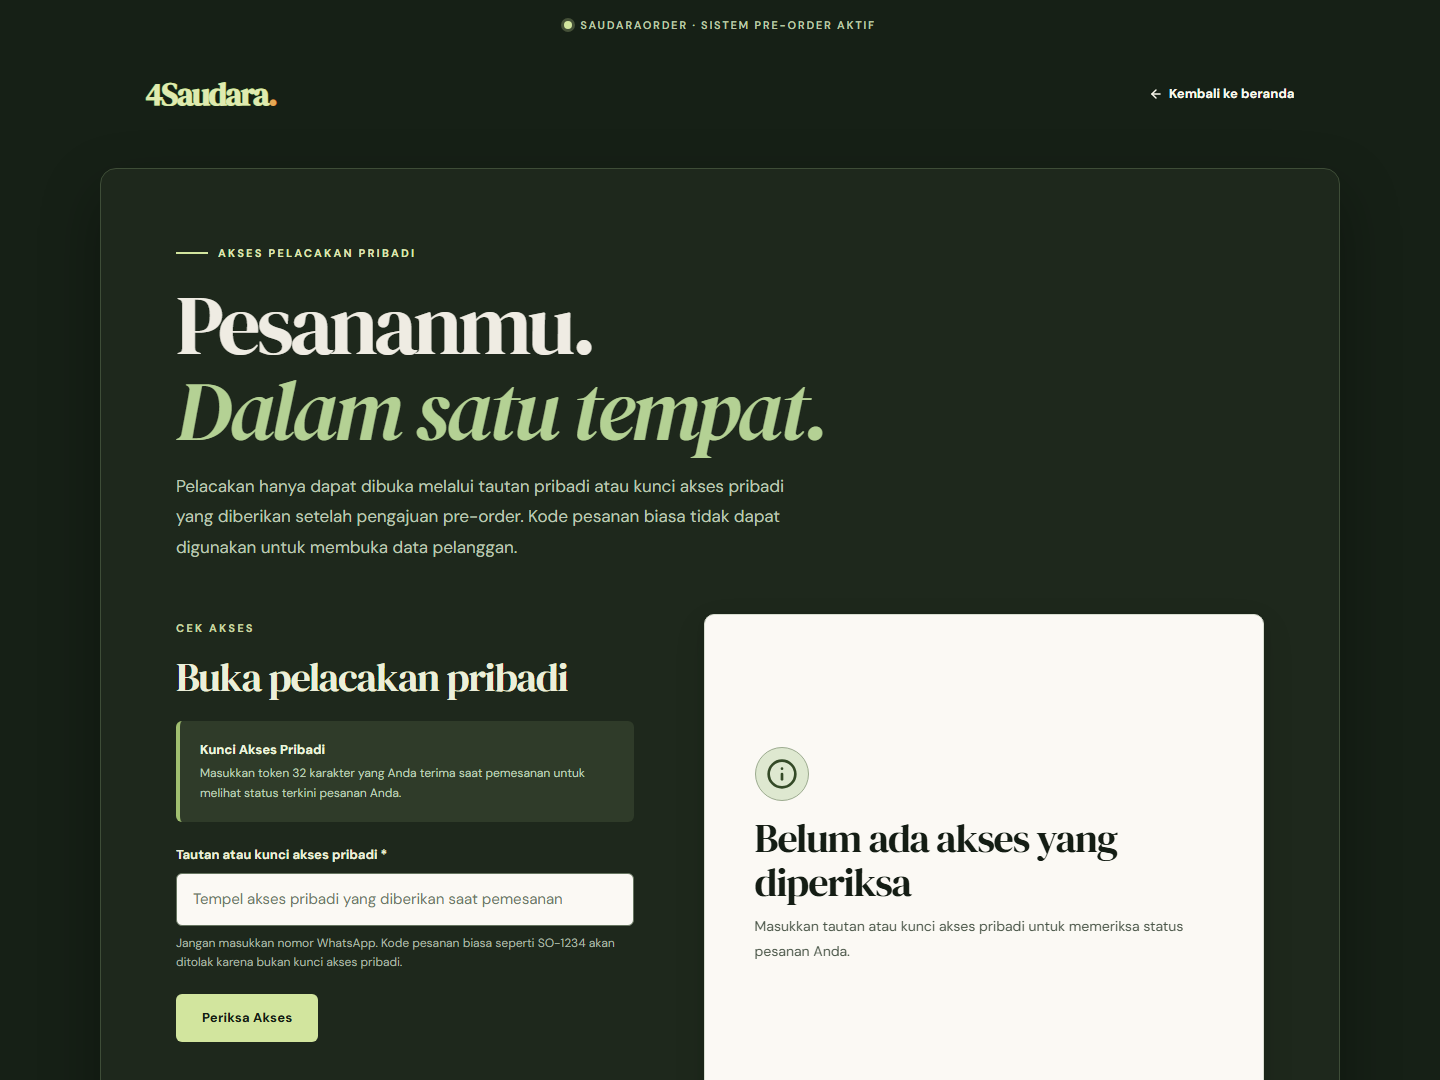 SAUDARAORDER · SISTEM PRE-ORDER AKTIF
4Saudara.
← Kembali ke beranda
AKSES PELACAKAN PRIBADI
Pesananmu.
Dalam satu tempat.
Pelacakan hanya dapat dibuka melalui tautan pribadi atau kunci akses pribadi
yang diberikan setelah pengajuan pre-order. Kode pesanan biasa tidak dapat
digunakan untuk membuka data pelanggan.
CEK AKSES
Buka pelacakan pribadi
Kunci Akses Pribadi
Masukkan token 32 karakter yang Anda terima saat pemesanan untuk
melihat status terkini pesanan Anda.
Tautan atau kunci akses pribadi *
Tempel akses pribadi yang diberikan saat pemesanan
Jangan masukkan nomor WhatsApp. Kode pesanan biasa seperti SO-1234 akan
ditolak karena bukan kunci akses pribadi.
Periksa Akses
Belum ada akses yang
diperiksa
Masukkan tautan atau kunci akses pribadi untuk memeriksa status
pesanan Anda.